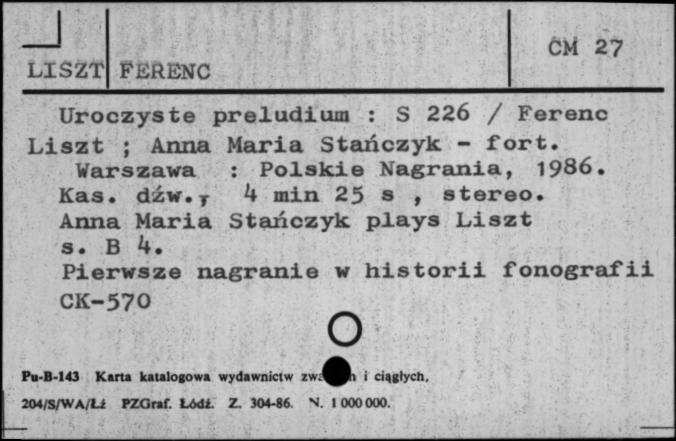 CM 27
LISZT FERENC
Uroczyste preludium : S 226 / Ferenc
Liszt ; Anna Maria Stańczyk - fort.
Warszawa : Polskie Nagrania, 1986.
Kas. dźw., 4 min 25 s , stereo.
Anna Maria Stańczyk plays Liszt
s. B 4.
Pierwsze nagranie w historii fonografii
CK-570
Pu-B-143 Karta katalogowa wydawnictw i ciągłych.
204/S/WA/Łż PZGraf. Łódź. Z. 304-86. N. 1 000 000.